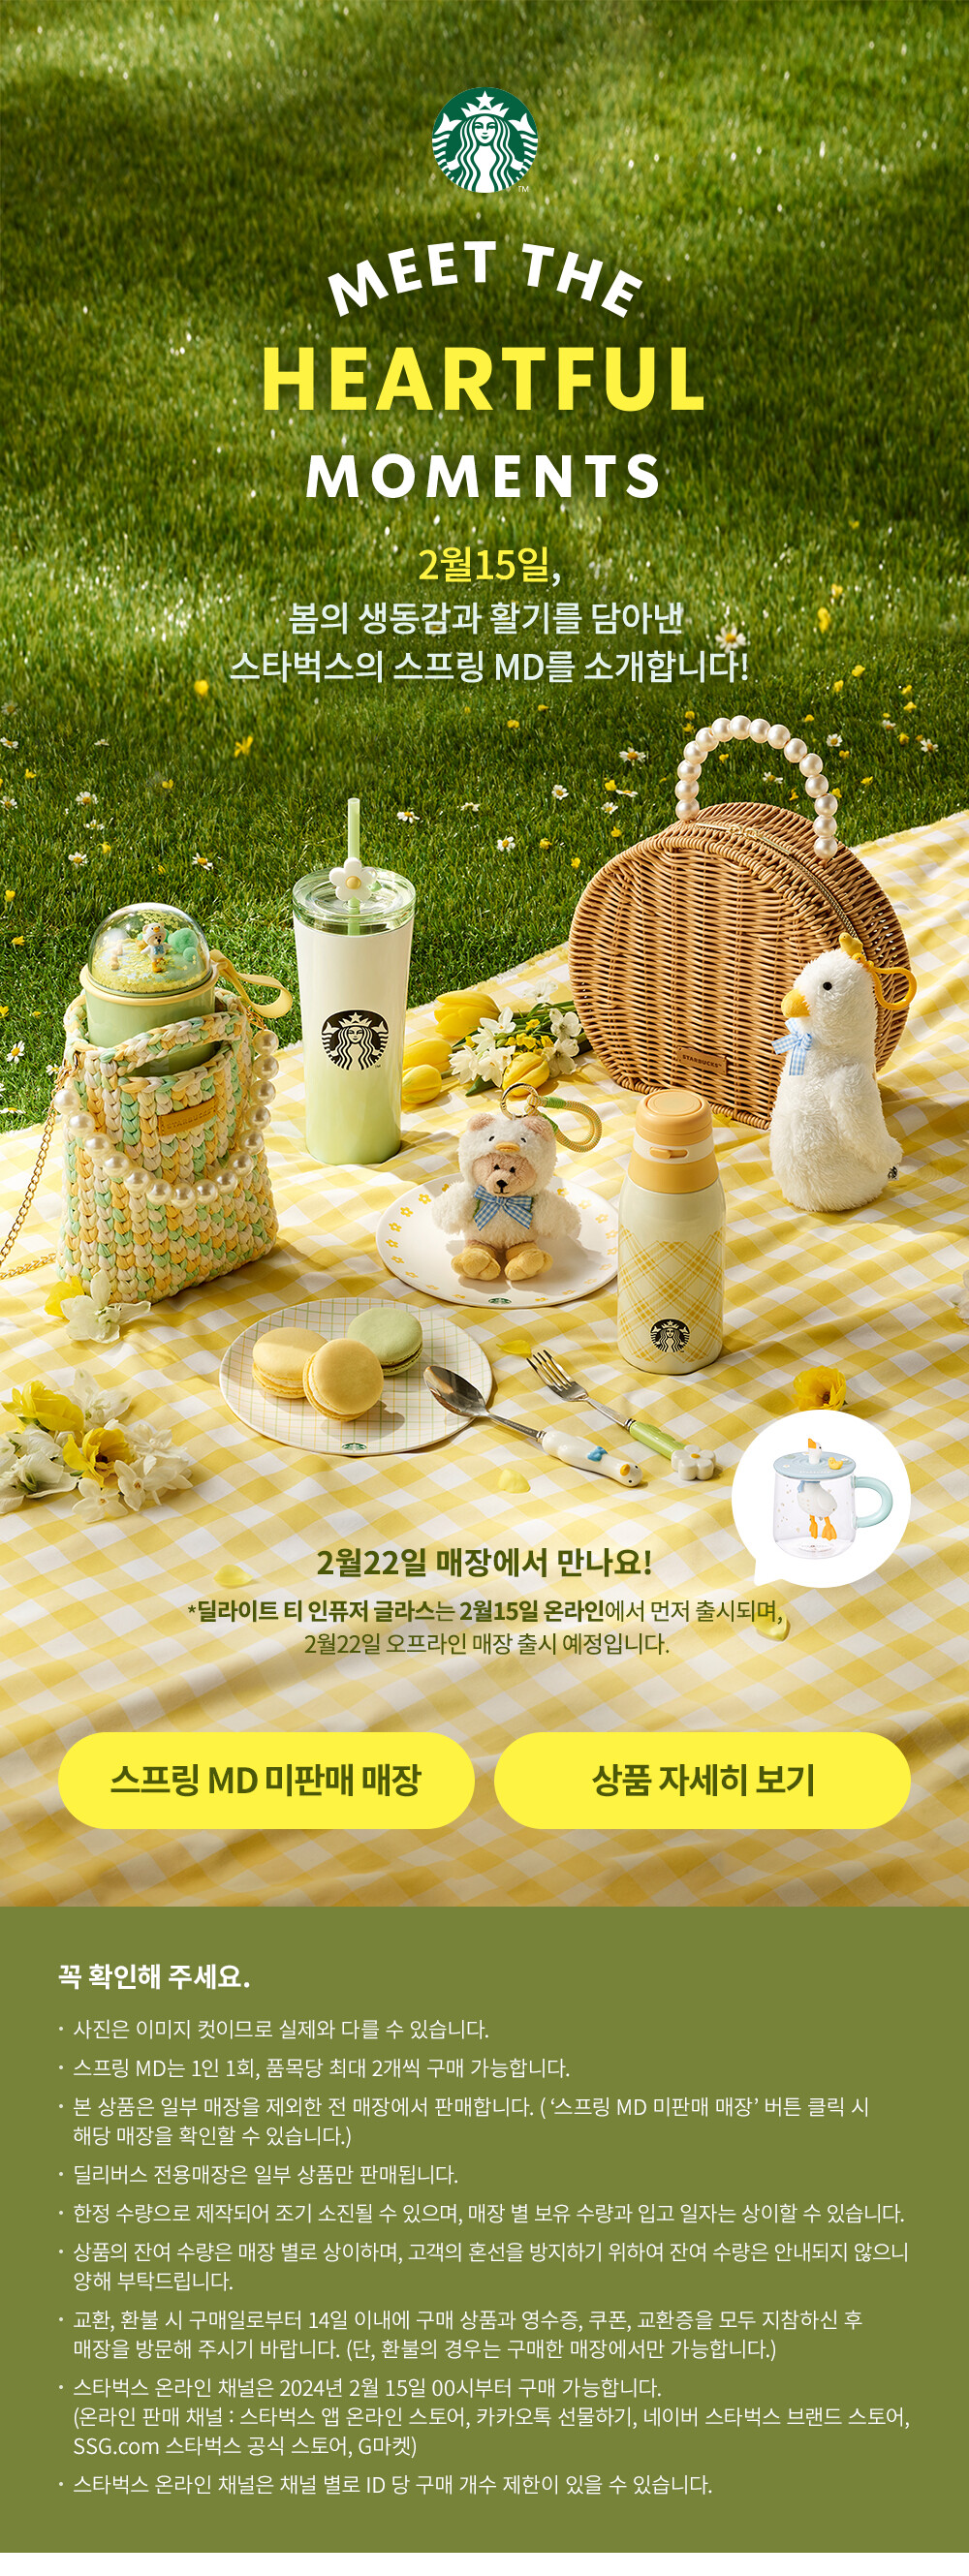 TM
MEET THE
HEARTFUL
MOMENTS
2월15일,
봄의 생동감과 활기를 담아낸
스타벅스의 스프링 MD를 소개합니다!
STARBUCKS
STARBUCKS
2월22일 매장에서 만나요!
*딜라이트 티 인퓨저 글라스는 2월15일 온라인에서 먼저 출시되며,
2월22일 오프라인 매장 출시 예정입니다.
스프링 MD 미판매 매장
상품 자세히 보기
꼭 확인해 주세요.
· 사진은 이미지 컷이므로 실제와 다를 수 있습니다.
· 스프링 MD는 1인 1회, 품목당 최대 2개씩 구매 가능합니다.
· 본 상품은 일부 매장을 제외한 전 매장에서 판매합니다. ( ‘스프링 MD 미판매 매장’ 버튼 클릭 시
해당 매장을 확인할 수 있습니다.)
· 딜리버스 전용매장은 일부 상품만 판매됩니다.
· 한정 수량으로 제작되어 조기 소진될 수 있으며, 매장 별 보유 수량과 입고 일자는 상이할 수 있습니다.
· 상품의 잔여 수량은 매장 별로 상이하며, 고객의 혼선을 방지하기 위하여 잔여 수량은 안내되지 않으니
양해 부탁드립니다.
· 교환, 환불 시 구매일로부터 14일 이내에 구매 상품과 영수증, 쿠폰, 교환증을 모두 지참하신 후
매장을 방문해 주시기 바랍니다. (단, 환불의 경우는 구매한 매장에서만 가능합니다.)
· 스타벅스 온라인 채널은 2024년 2월 15일 00시부터 구매 가능합니다.
(온라인 판매 채널 : 스타벅스 앱 온라인 스토어, 카카오톡 선물하기, 네이버 스타벅스 브랜드 스토어,
SSG.com 스타벅스 공식 스토어, G마켓)
· 스타벅스 온라인 채널은 채널 별로 ID 당 구매 개수 제한이 있을 수 있습니다.